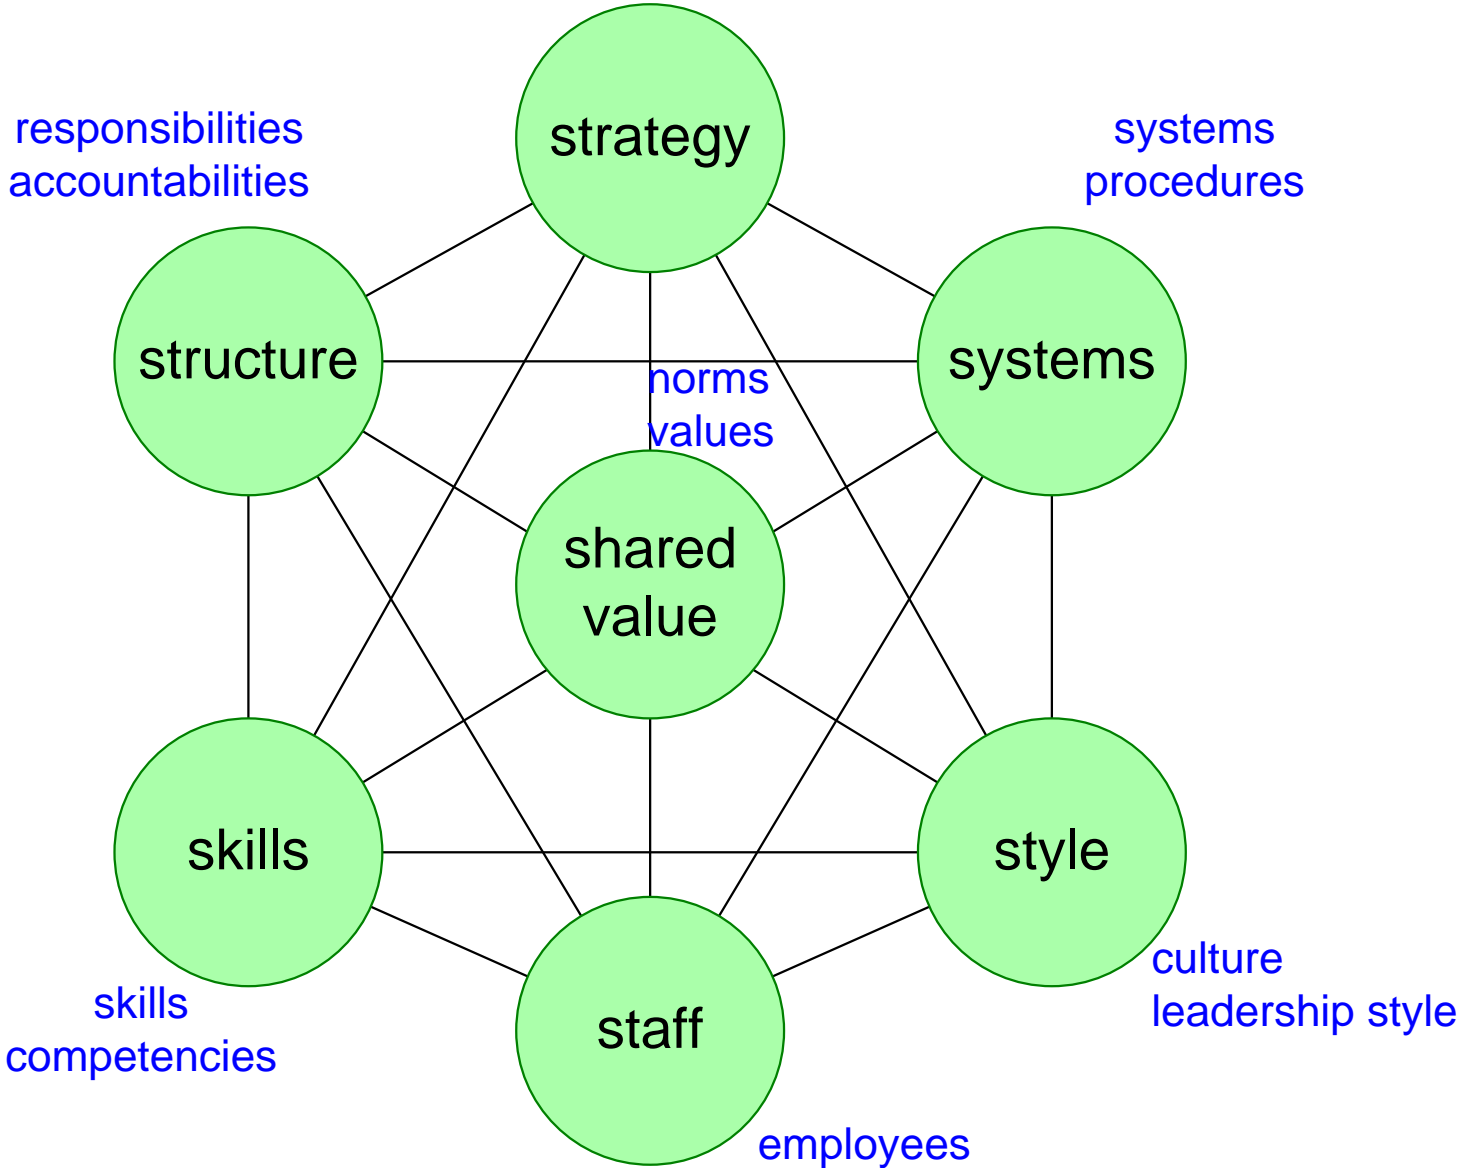 strategy
responsibilities
accountabilities
systems
procedures
structure
systems
norms
values
shared
value
skills
style
culture
leadership style
skills
competencies
staff
employees